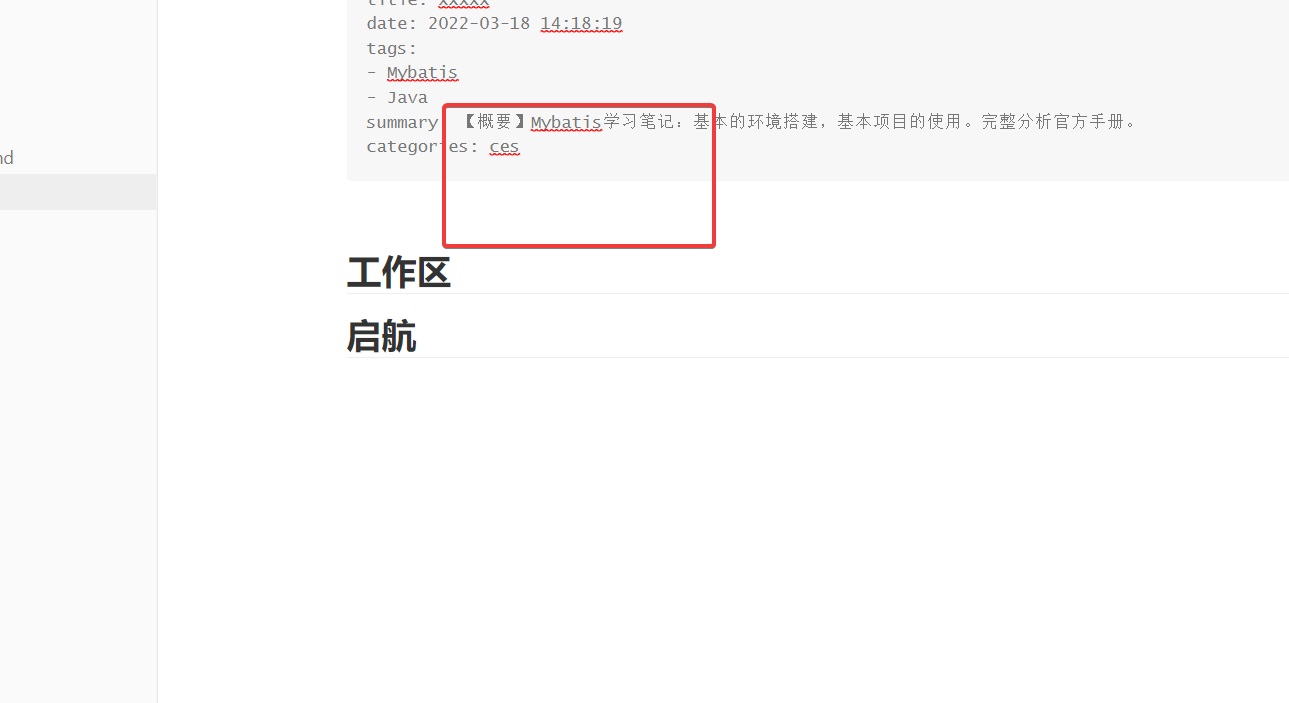 title: xxxxx
date: 2022-03-18 14:18:19
tags:
- Mybatis
- Java
summary 【概要】Mybatis学习笔记：基本的环境搭建，基本项目的使用。完整分析官方手册。
nd
categories: ces
工作区
启航